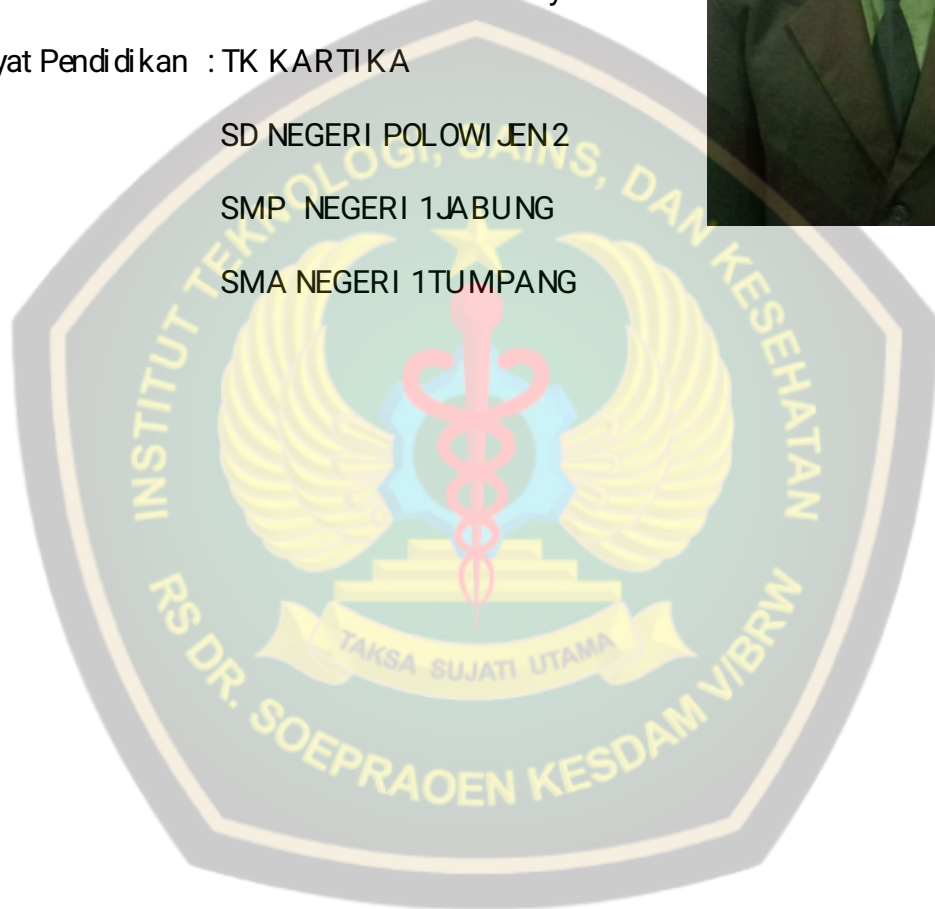 yat Pendidikan : TK KARTIKA
SD NEGERI POLOWIJEN 2
SMP NEGERI 1 JABUNG
SMA NEGERI 1 TUMPANG
INSTITUT TEKNOLOGI, SAINS, DAN KESEHATAN
TAKSA SUJATI UTAMA
RS DR. SOEPRAOEN KESDAM V/BRW